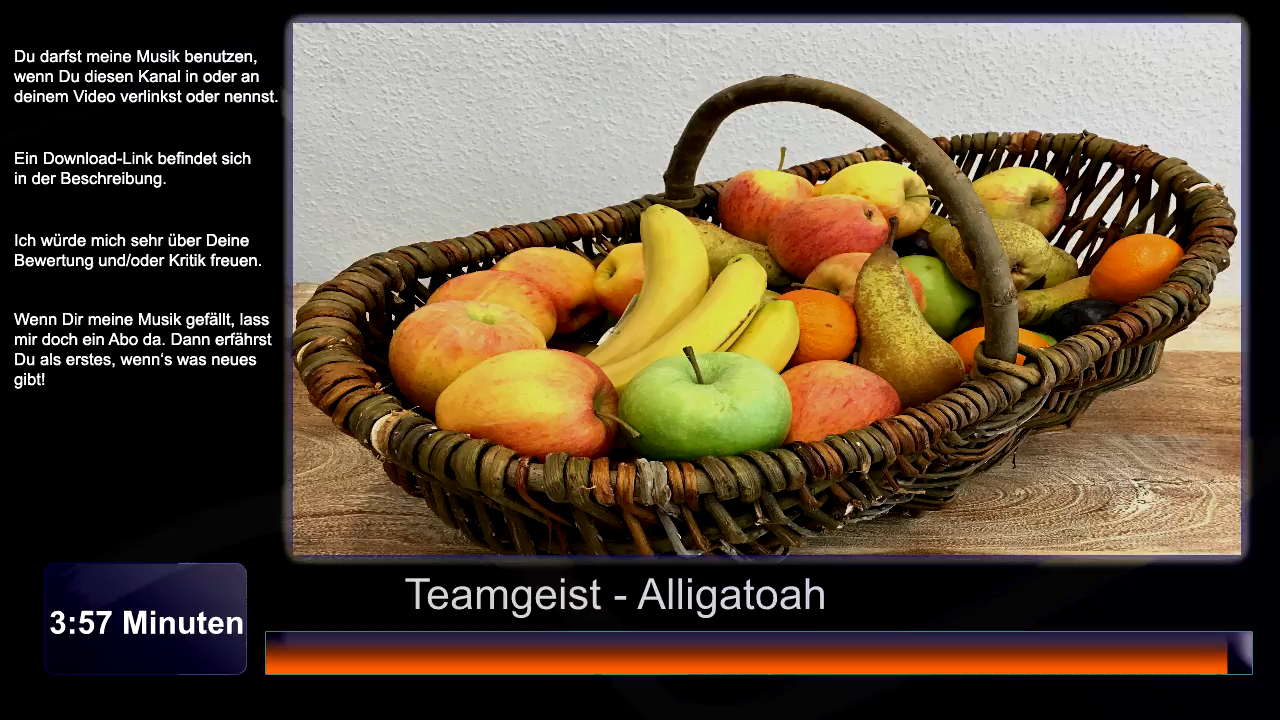 Du darfst meine Musik benutzen,
wenn Du diesen Kanal in oder an
deinem Video verlinkst oder nennst.
Ein Download-Link befindet sich
in der Beschreibung.
Ich würde mich sehr über Deine
Bewertung und/oder Kritik freuen.
Wenn Dir meine Musik gefällt, lass
mir doch ein Abo da. Dann erfährst
Du als erstes, wenn's was neues
gibt!
3:57 Minuten
Teamgeist - Alligatoah